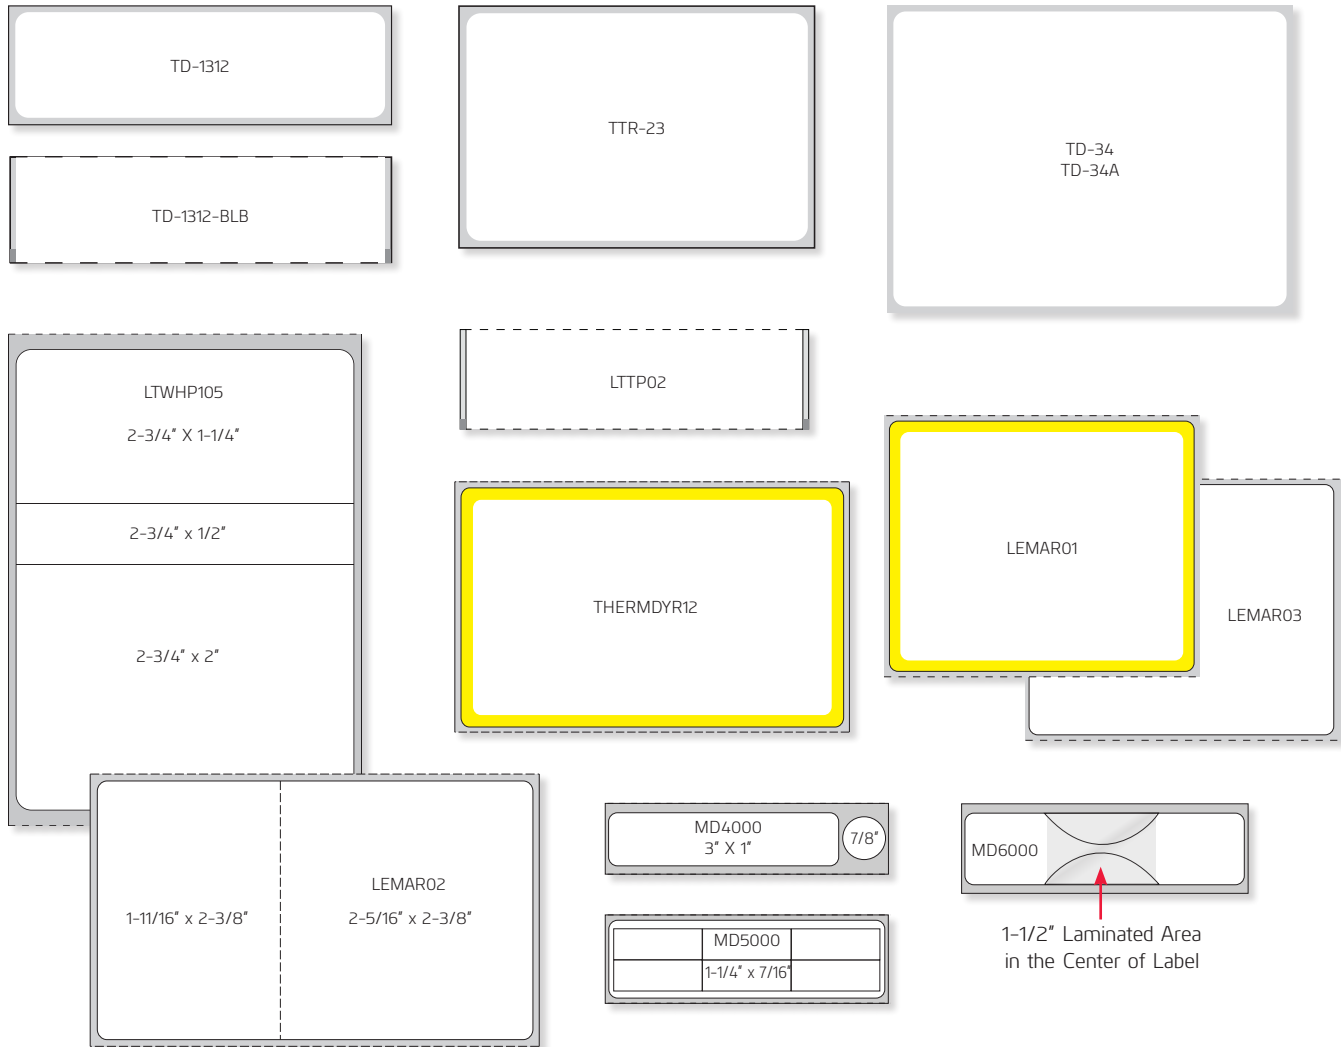 TD-1312
TTR-23
TD-34
TD-34A
TD-1312-BLB
LTWHP105
2-3/4" X 1-1/4"
2-3/4" x 1/2"
2-3/4" x 2"
LTTP02
THERMDYR12
LEMAR01
LEMAR03
LEMAR02
1-11/16" x 2-3/8"
2-5/16" x 2-3/8"
MD4000
3" X 1"
7/8"
MD5000
1-1/4" x 7/16"
MD6000
1-1/2" Laminated Area
in the Center of Label